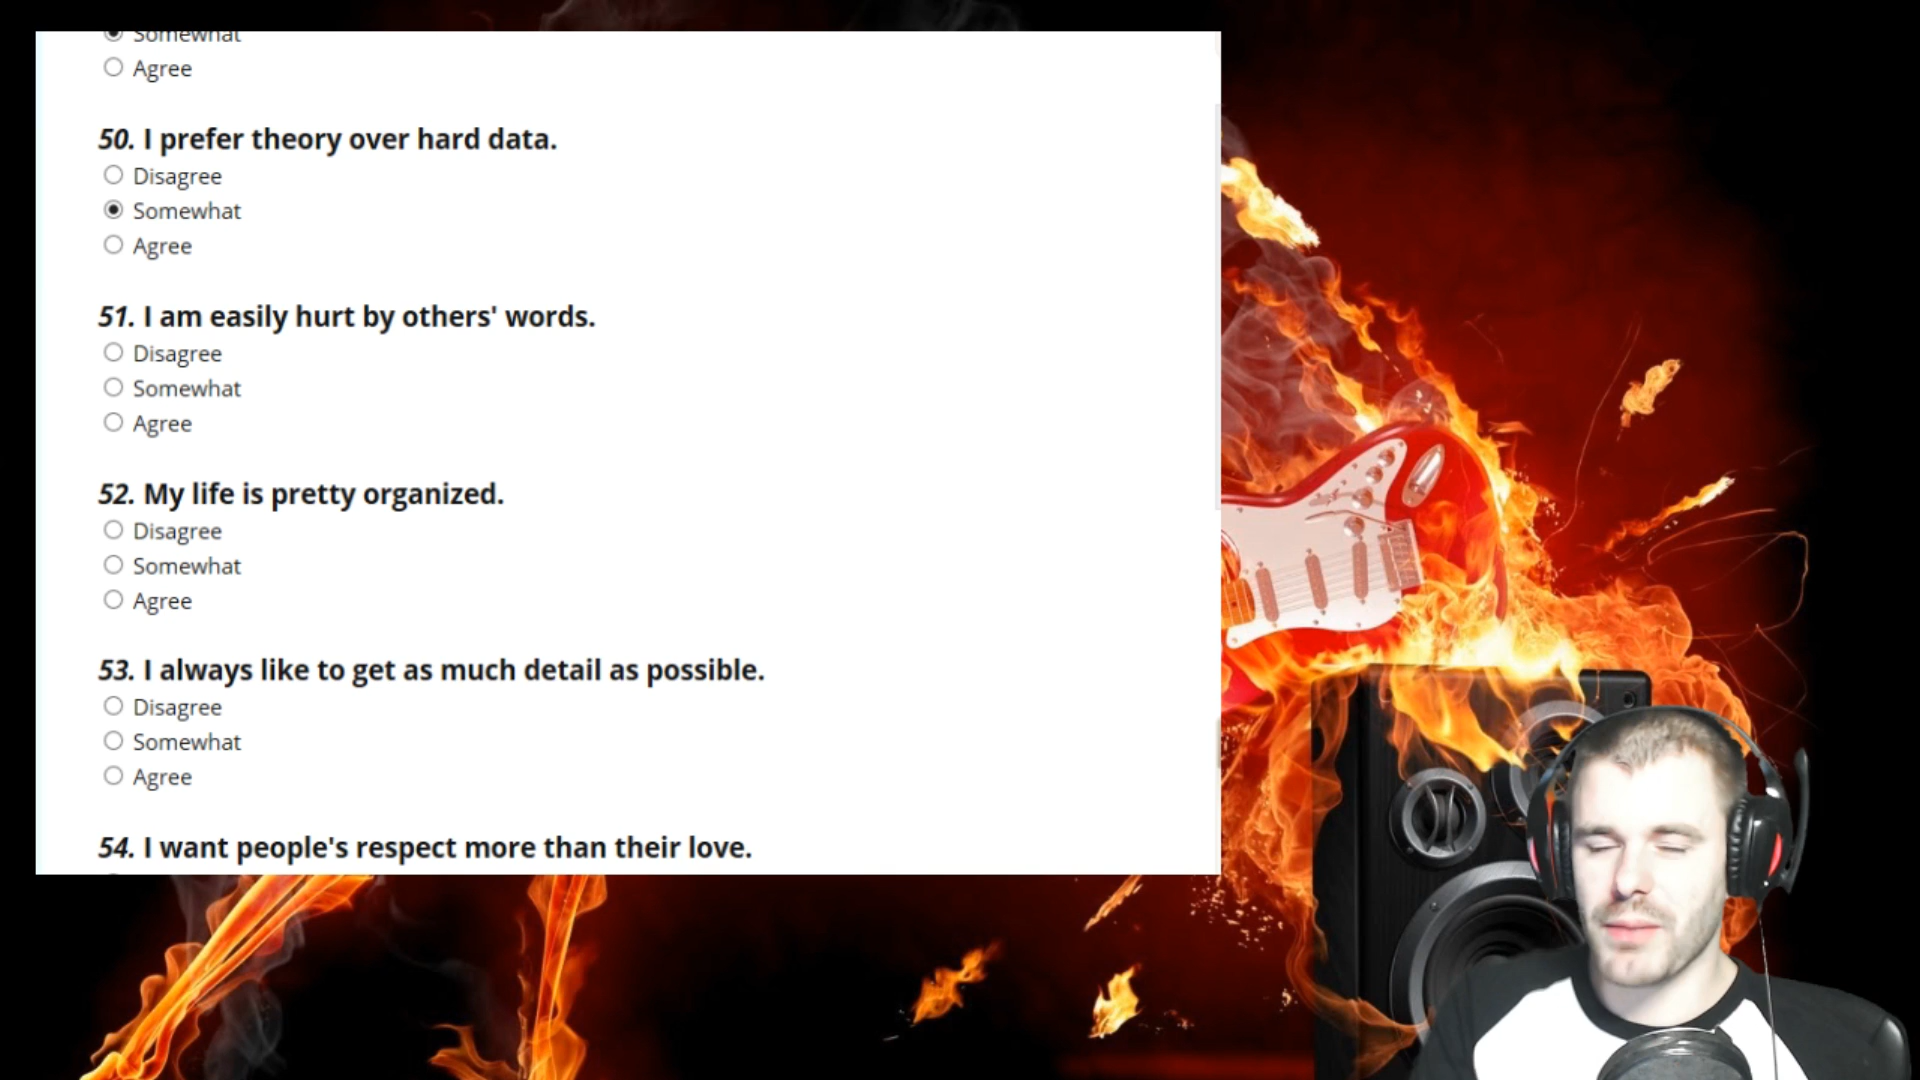 Somewhat
Agree
50. I prefer theory over hard data.
Disagree
Somewhat
Agree
51. I am easily hurt by others' words.
Disagree
Somewhat
Agree
52. My life is pretty organized.
Disagree
Somewhat
Agree
53. I always like to get as much detail as possible.
Disagree
Somewhat
Agree
54. I want people's respect more than their love.